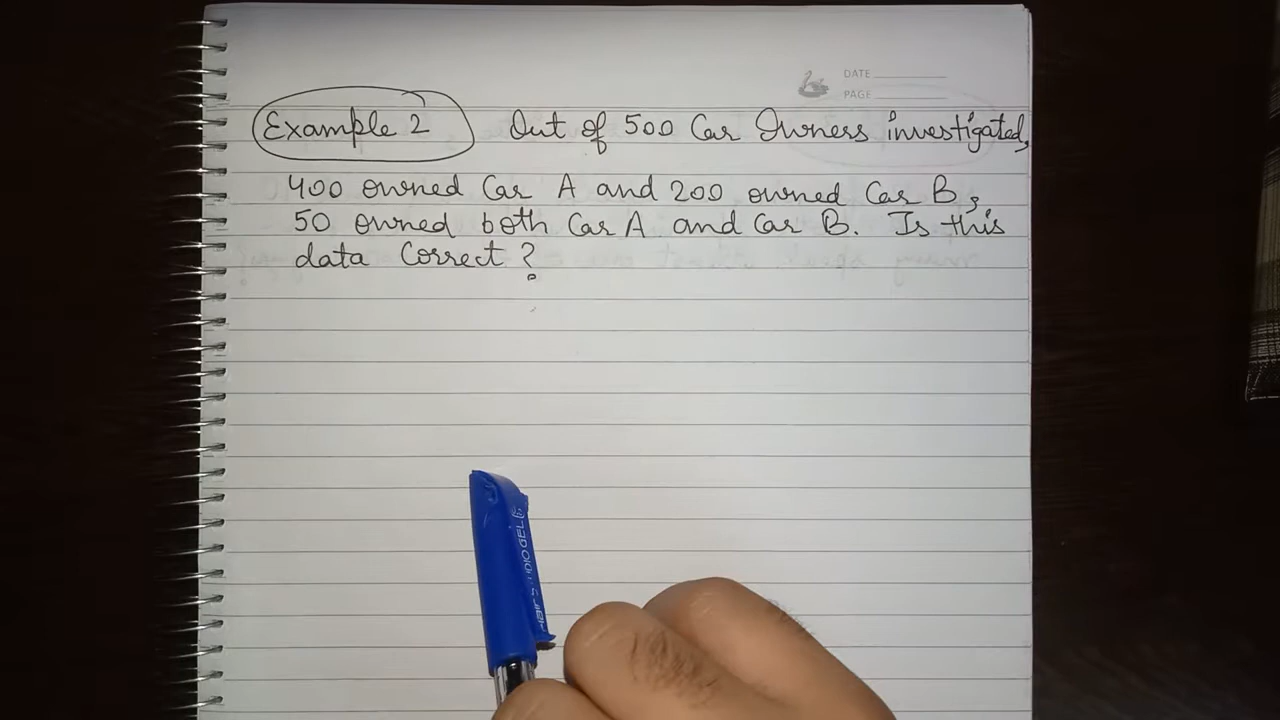 DATE
PAGE
Example 2 Out of 500 Car Owners investigated,
400 owned Car A and 200 owned Car B,
50 owned both Car A and Car B. Is this
data Correct?